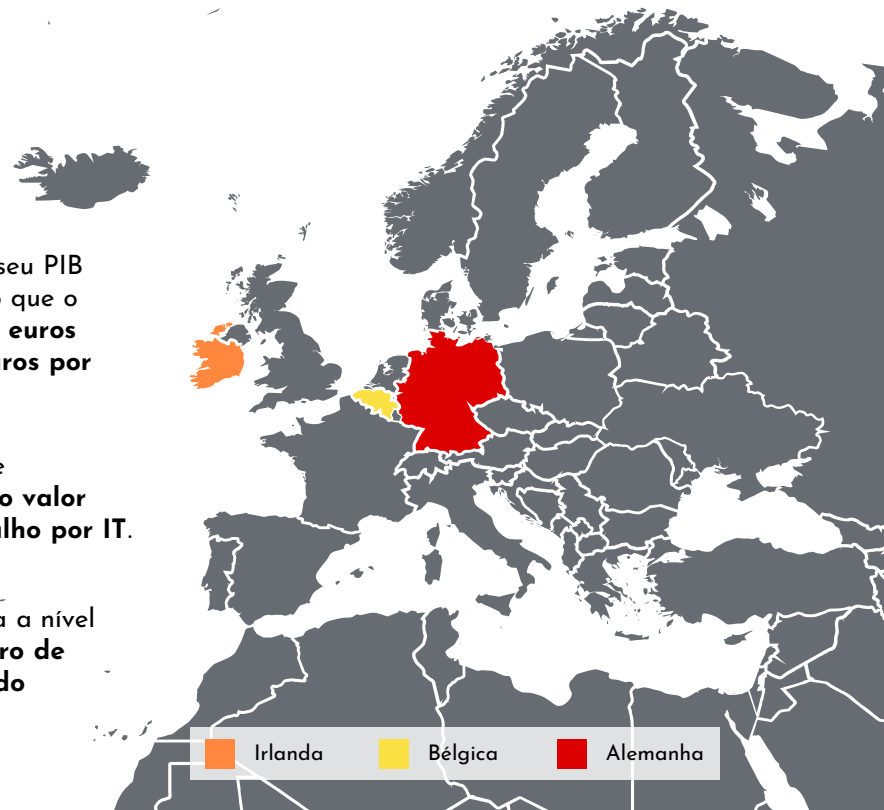 seu PIB
que o
euros
ros por
e
o valor
lho por IT.
a nível
ro de
do
Irlanda
Bélgica
Alemanha